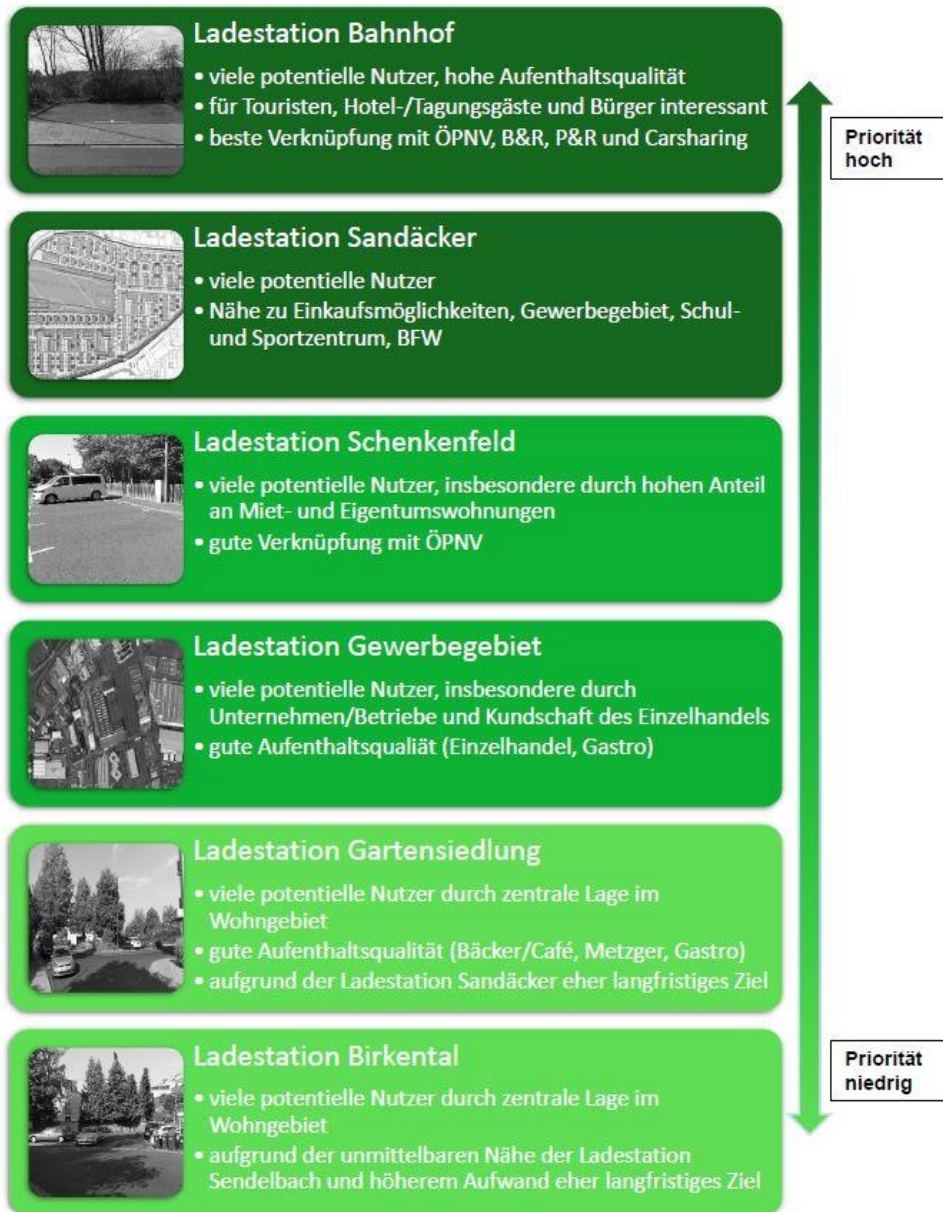 Ladestation Bahnhof
• viele potentielle Nutzer, hohe Aufenthaltsqualität
• für Touristen, Hotel-/Tagungsgäste und Bürger interessant
• beste Verknüpfung mit ÖPNV, B&R, P&R und Carsharing
Priorität
hoch
Ladestation Sandäcker
• viele potentielle Nutzer
• Nähe zu Einkaufsmöglichkeiten, Gewerbegebiet, Schul-
und Sportzentrum, BFW
Ladestation Schenkenfeld
• viele potentielle Nutzer, insbesondere durch hohen Anteil
an Miet- und Eigentumswohnungen
• gute Verknüpfung mit ÖPNV
Ladestation Gewerbegebiet
• viele potentielle Nutzer, insbesondere durch
Unternehmen/Betriebe und Kundschaft des Einzelhandels
• gute Aufenthaltsqualiät (Einzelhandel, Gastro)
Ladestation Gartensiedlung
• viele potentielle Nutzer durch zentrale Lage im
Wohngebiet
• gute Aufenthaltsqualität (Bäcker/Café, Metzger, Gastro)
• aufgrund der Ladestation Sandäcker eher langfristiges Ziel
Ladestation Birkental
• viele potentielle Nutzer durch zentrale Lage im
Wohngebiet
• aufgrund der unmittelbaren Nähe der Ladestation
Sendelbach und höherem Aufwand eher langfristiges Ziel
Priorität
niedrig